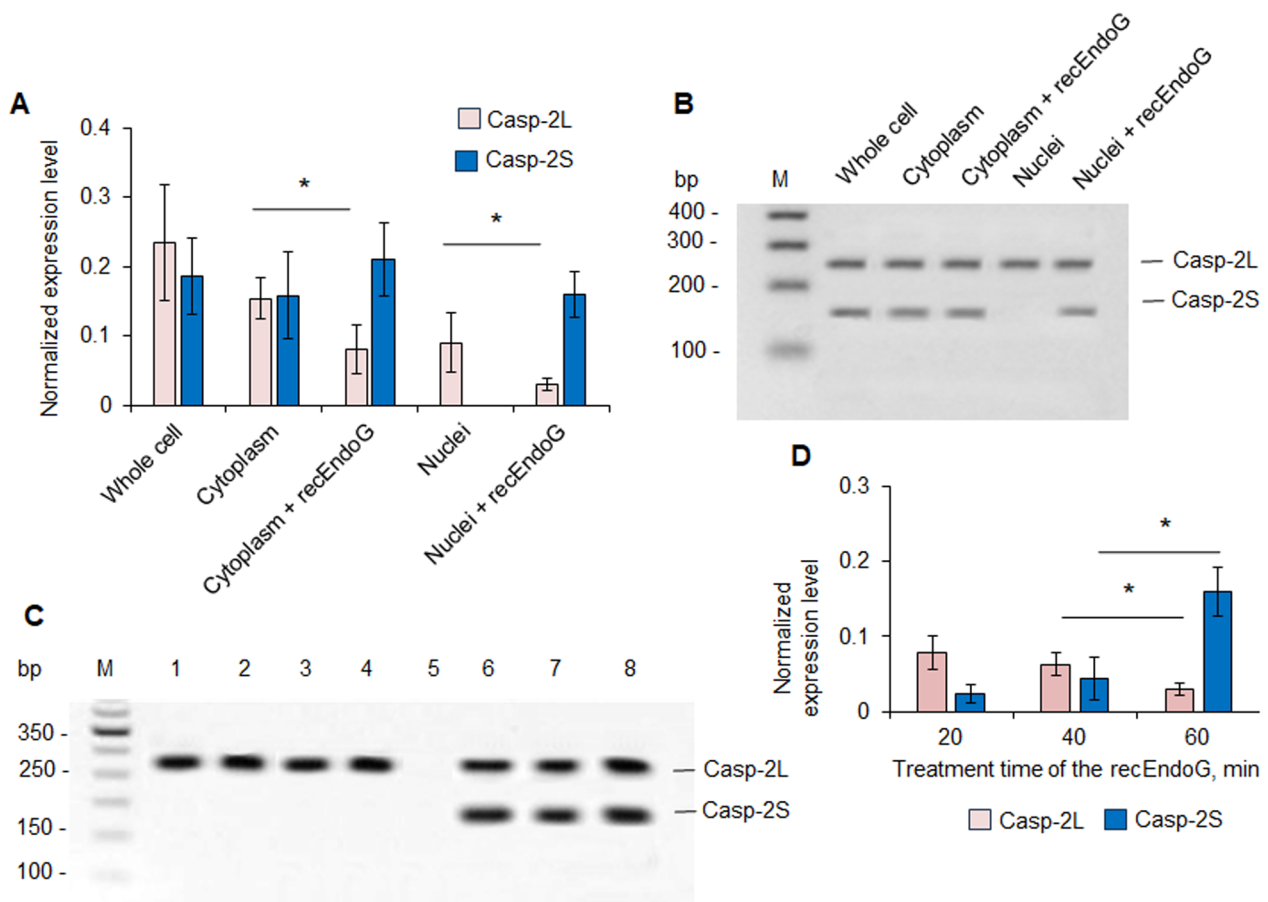 A
Casp-2L
Casp-2S
Normalized expression level
0.4
0.3
0.2
0.1
0
*
*
Whole cell
Cytoplasm
Cytoplasm + recEndoG
Nuclei
Nuclei + recEndoG
B
Whole cell
Cytoplasm
Cytoplasm + recEndoG
Nuclei
Nuclei + recEndoG
bp M
400 -
300 -
200 -
100 -
Casp-2L
Casp-2S
C
bp M 1 2 3 4 5 6 7 8
350 -
250 -
150 -
100 -
Casp-2L
Casp-2S
D
Normalized
expression level
0.3
0.2
0.1
0
*
*
20 40 60
Treatment time of the recEndoG, min
Casp-2L Casp-2S